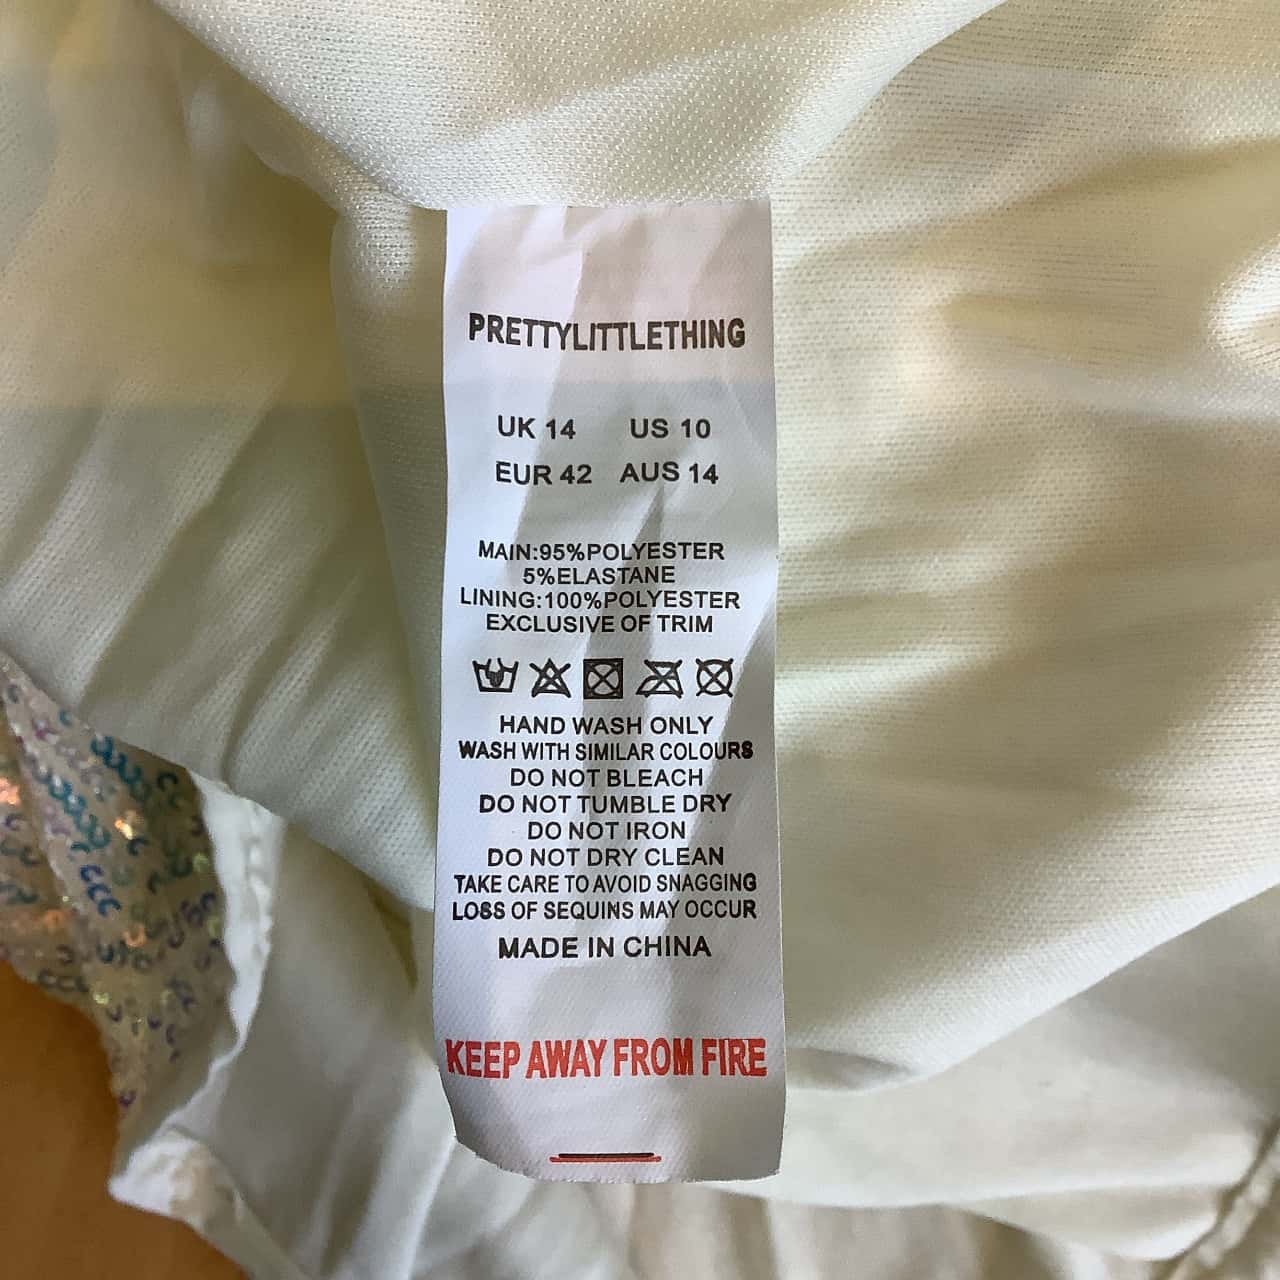 PRETTYLITTLETHING
UK 14 US 10
EUR 42 AUS 14
MAIN:95%POLYESTER
5%ELASTANE
LINING:100%POLYESTER
EXCLUSIVE OF TRIM
HAND WASH ONLY
WASH WITH SIMILAR COLOURS
DO NOT BLEACH
DO NOT TUMBLE DRY
DO NOT IRON
DO NOT DRY CLEAN
TAKE CARE TO AVOID SNAGGING
LOSS OF SEQUINS MAY OCCUR
MADE IN CHINA
KEEP AWAY FROM FIRE